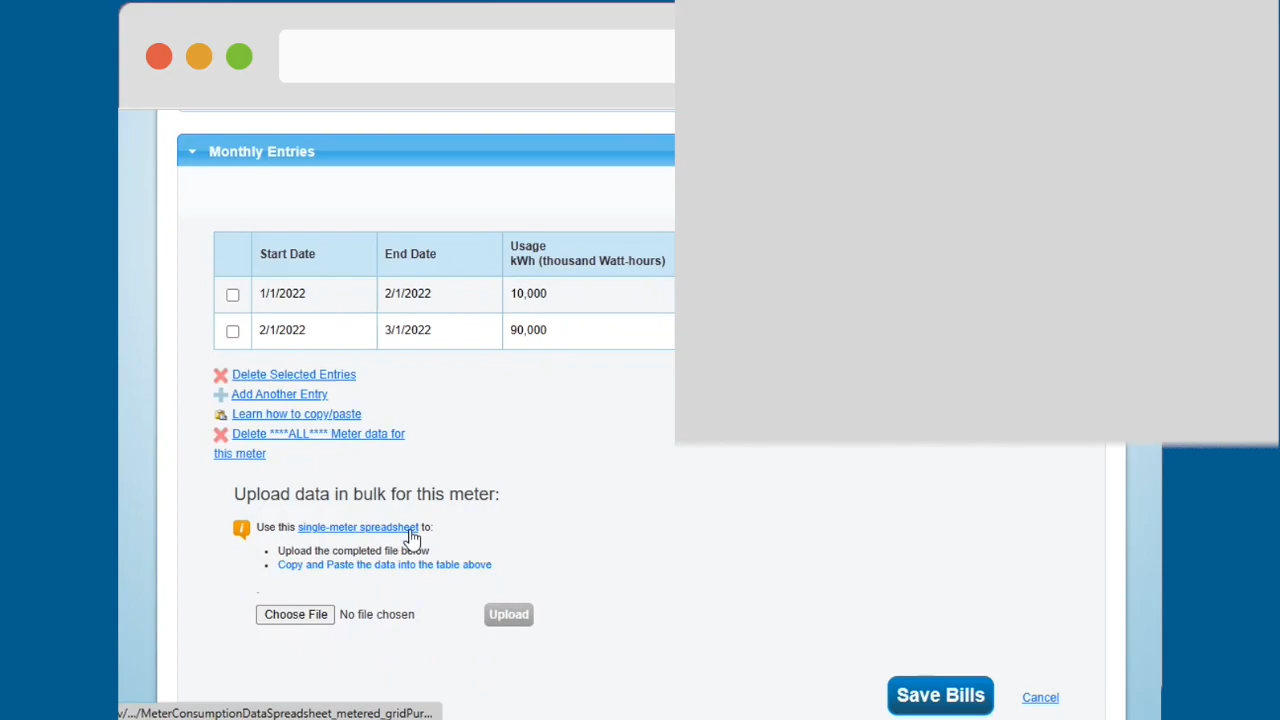 Monthly Entries
Start Date End Date Usage
kWh (thousand Watt-hours)
1/1/2022 2/1/2022 10,000
2/1/2022 3/1/2022 90,000
Delete Selected Entries
Add Another Entry
Learn how to copy/paste
Delete ****ALL**** Meter data for
this meter
Upload data in bulk for this meter:
Use this single-meter spreadsheet to:
• Upload the completed file below
• Copy and Paste the data into the table above
.
Choose File No file chosen Upload
Save Bills Cancel
v/.../MeterConsumptionDataSpreadsheet_metered_gridPur...